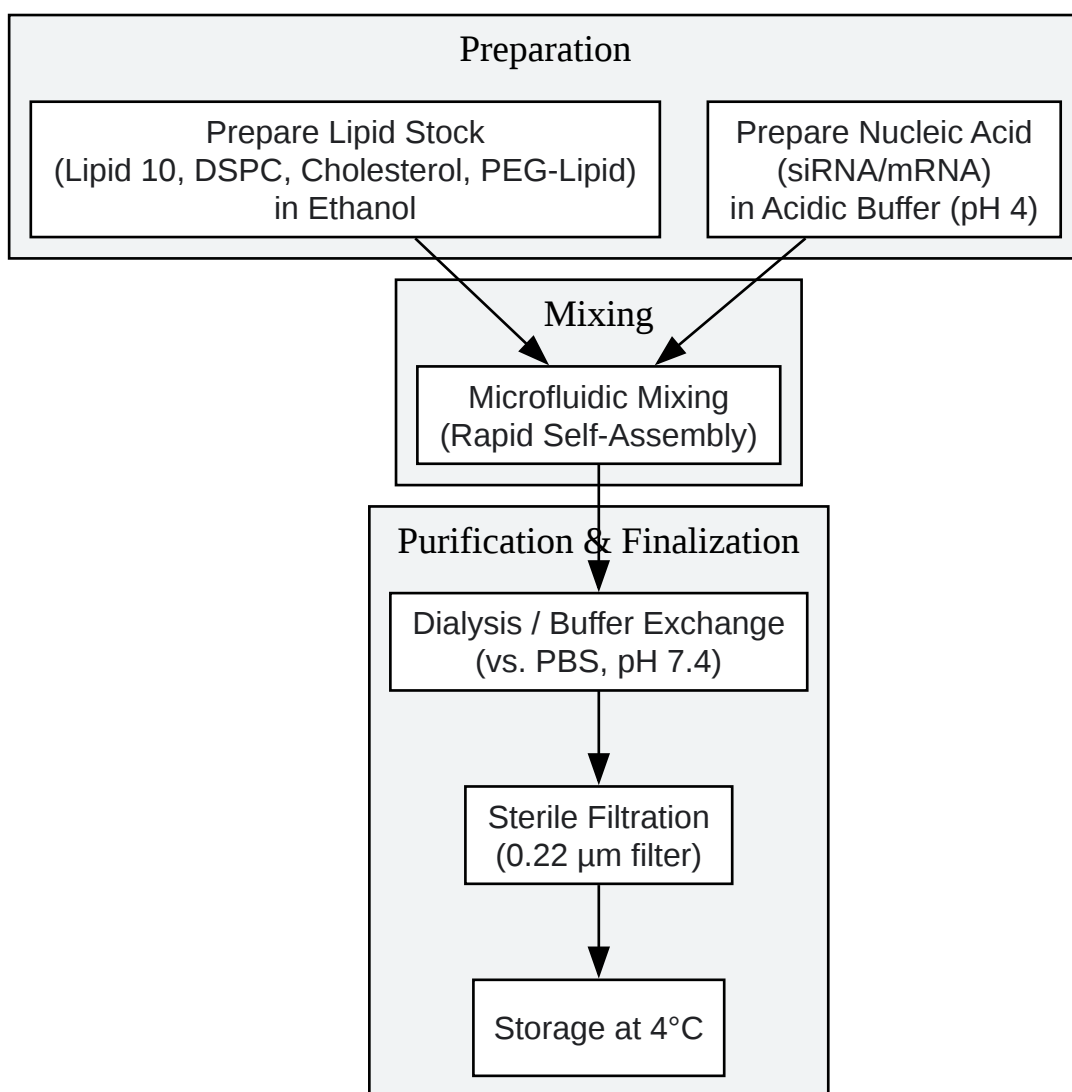 Preparation
Prepare Lipid Stock
(Lipid 10, DSPC, Cholesterol, PEG-Lipid)
in Ethanol
Prepare Nucleic Acid
(siRNA/mRNA)
in Acidic Buffer (pH 4)
Mixing
Microfluidic Mixing
(Rapid Self-Assembly)
Purification & Finalization
Dialysis / Buffer Exchange
(vs. PBS, pH 7.4)
Sterile Filtration
(0.22 µm filter)
Storage at 4°C